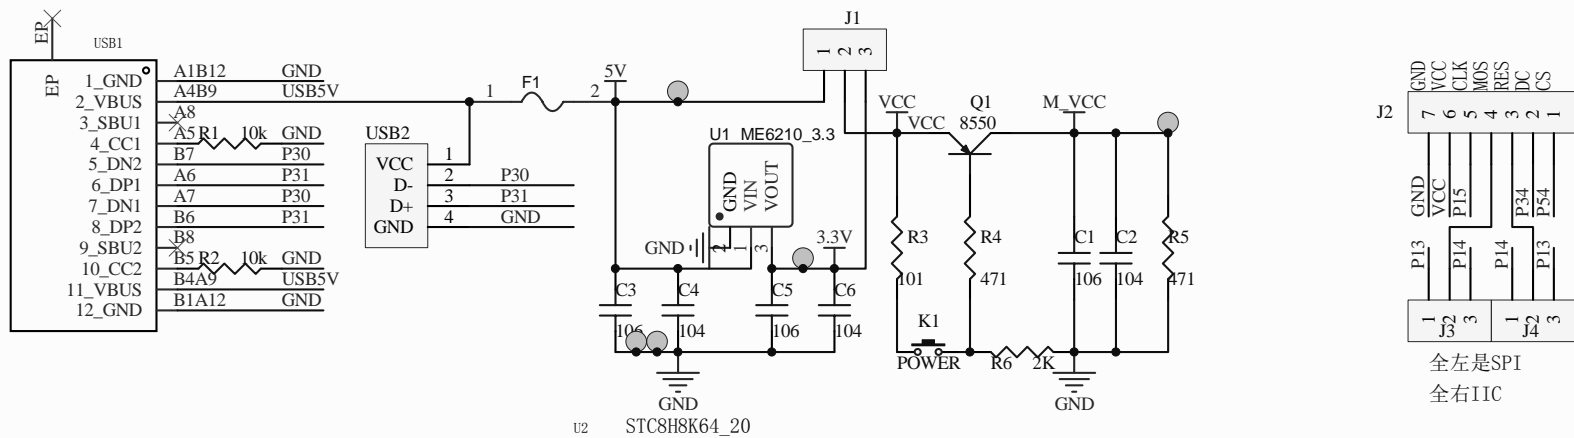 EP
USB1
EP
1_GND A1B12 GND
2_VBUS A4B9 USB5V
3_SBU1 A8
4_CC1 A5 R1 10k GND
5_DN2 B7 P30
6_DP1 A6 P31
7_DN1 A7 P30
8_DP2 B6 P31
9_SBU2 B8
10_CC2 B5 R2 10k GND
11_VBUS B4A9 USB5V
12_GND B1A12 GND
USB2
VCC 1
D- 2 P30
D+ 3 P31
GND 4 GND
1 F1 2
5V
J1
1 2 3
U1 ME6210_3.3
GND VIN VOUT
2 1 3
GND
3.3V
C3 106
C4 104
C5 106
C6 104
GND
VCC
VCC
Q1
8550
M_VCC
R3 101
R4 471
C1 106
C2 104
R5 471
K1
POWER
R6 2K
GND
U2 STC8H8K64_20
GND VCC CLK MOS RES DC CS
J2
7 6 5 4 3 2 1
GND VCC P15 P34 P54
P13 P14 P14 P13
1 2 3 1 2 3
J3 J4
全左是SPI
全右IIC